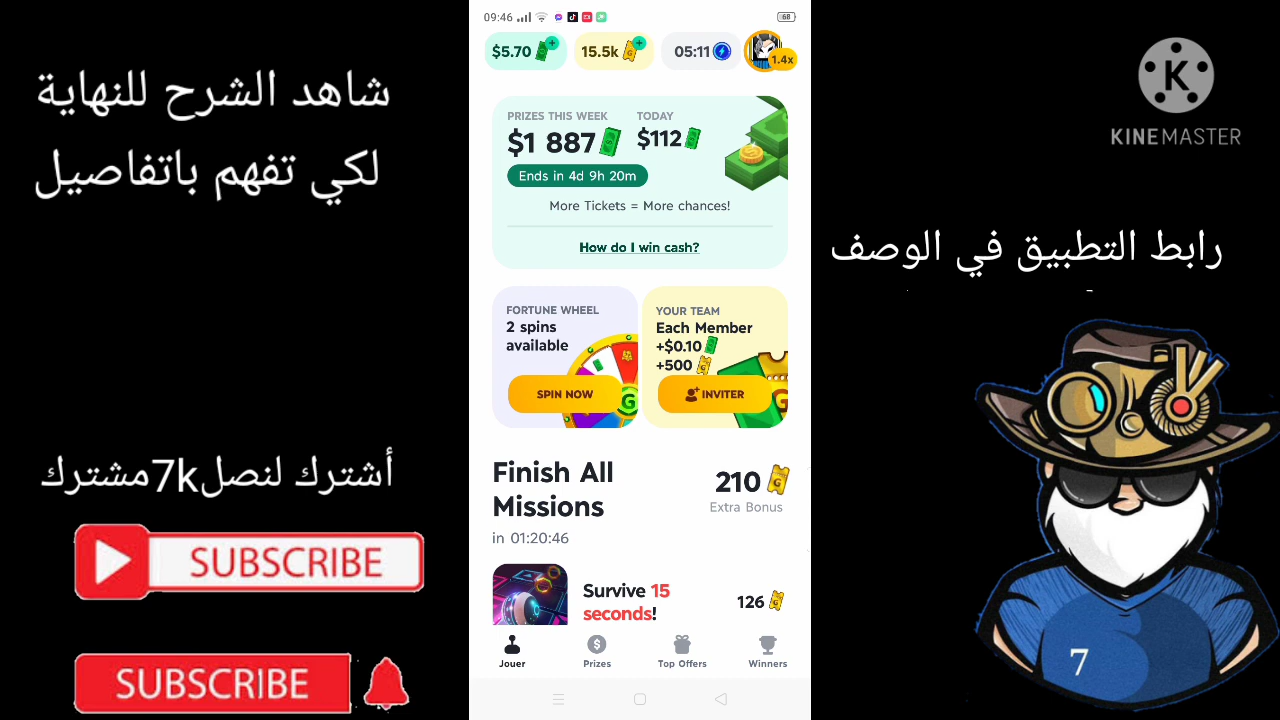 شاهد الشرح للنهاية
لكي تفهم باتفاصيل
أشترك لنصل7kمشترك
SUBSCRIBE
SUBSCRIBE
09:46
68
$5.70
15.5k
05:11
1.4x
PRIZES THIS WEEK
TODAY
$1 887
$112
Ends in 4d 9h 20m
More Tickets = More chances!
How do I win cash?
FORTUNE WHEEL
2 spins
available
SPIN NOW
YOUR TEAM
Each Member
+$0.10
+500
INVITER
Finish All
Missions
in 01:20:46
210
Extra Bonus
Survive 15
seconds!
126
Jouer
Prizes
Top Offers
Winners
KINEMASTER
رابط التطبيق في الوصف
7